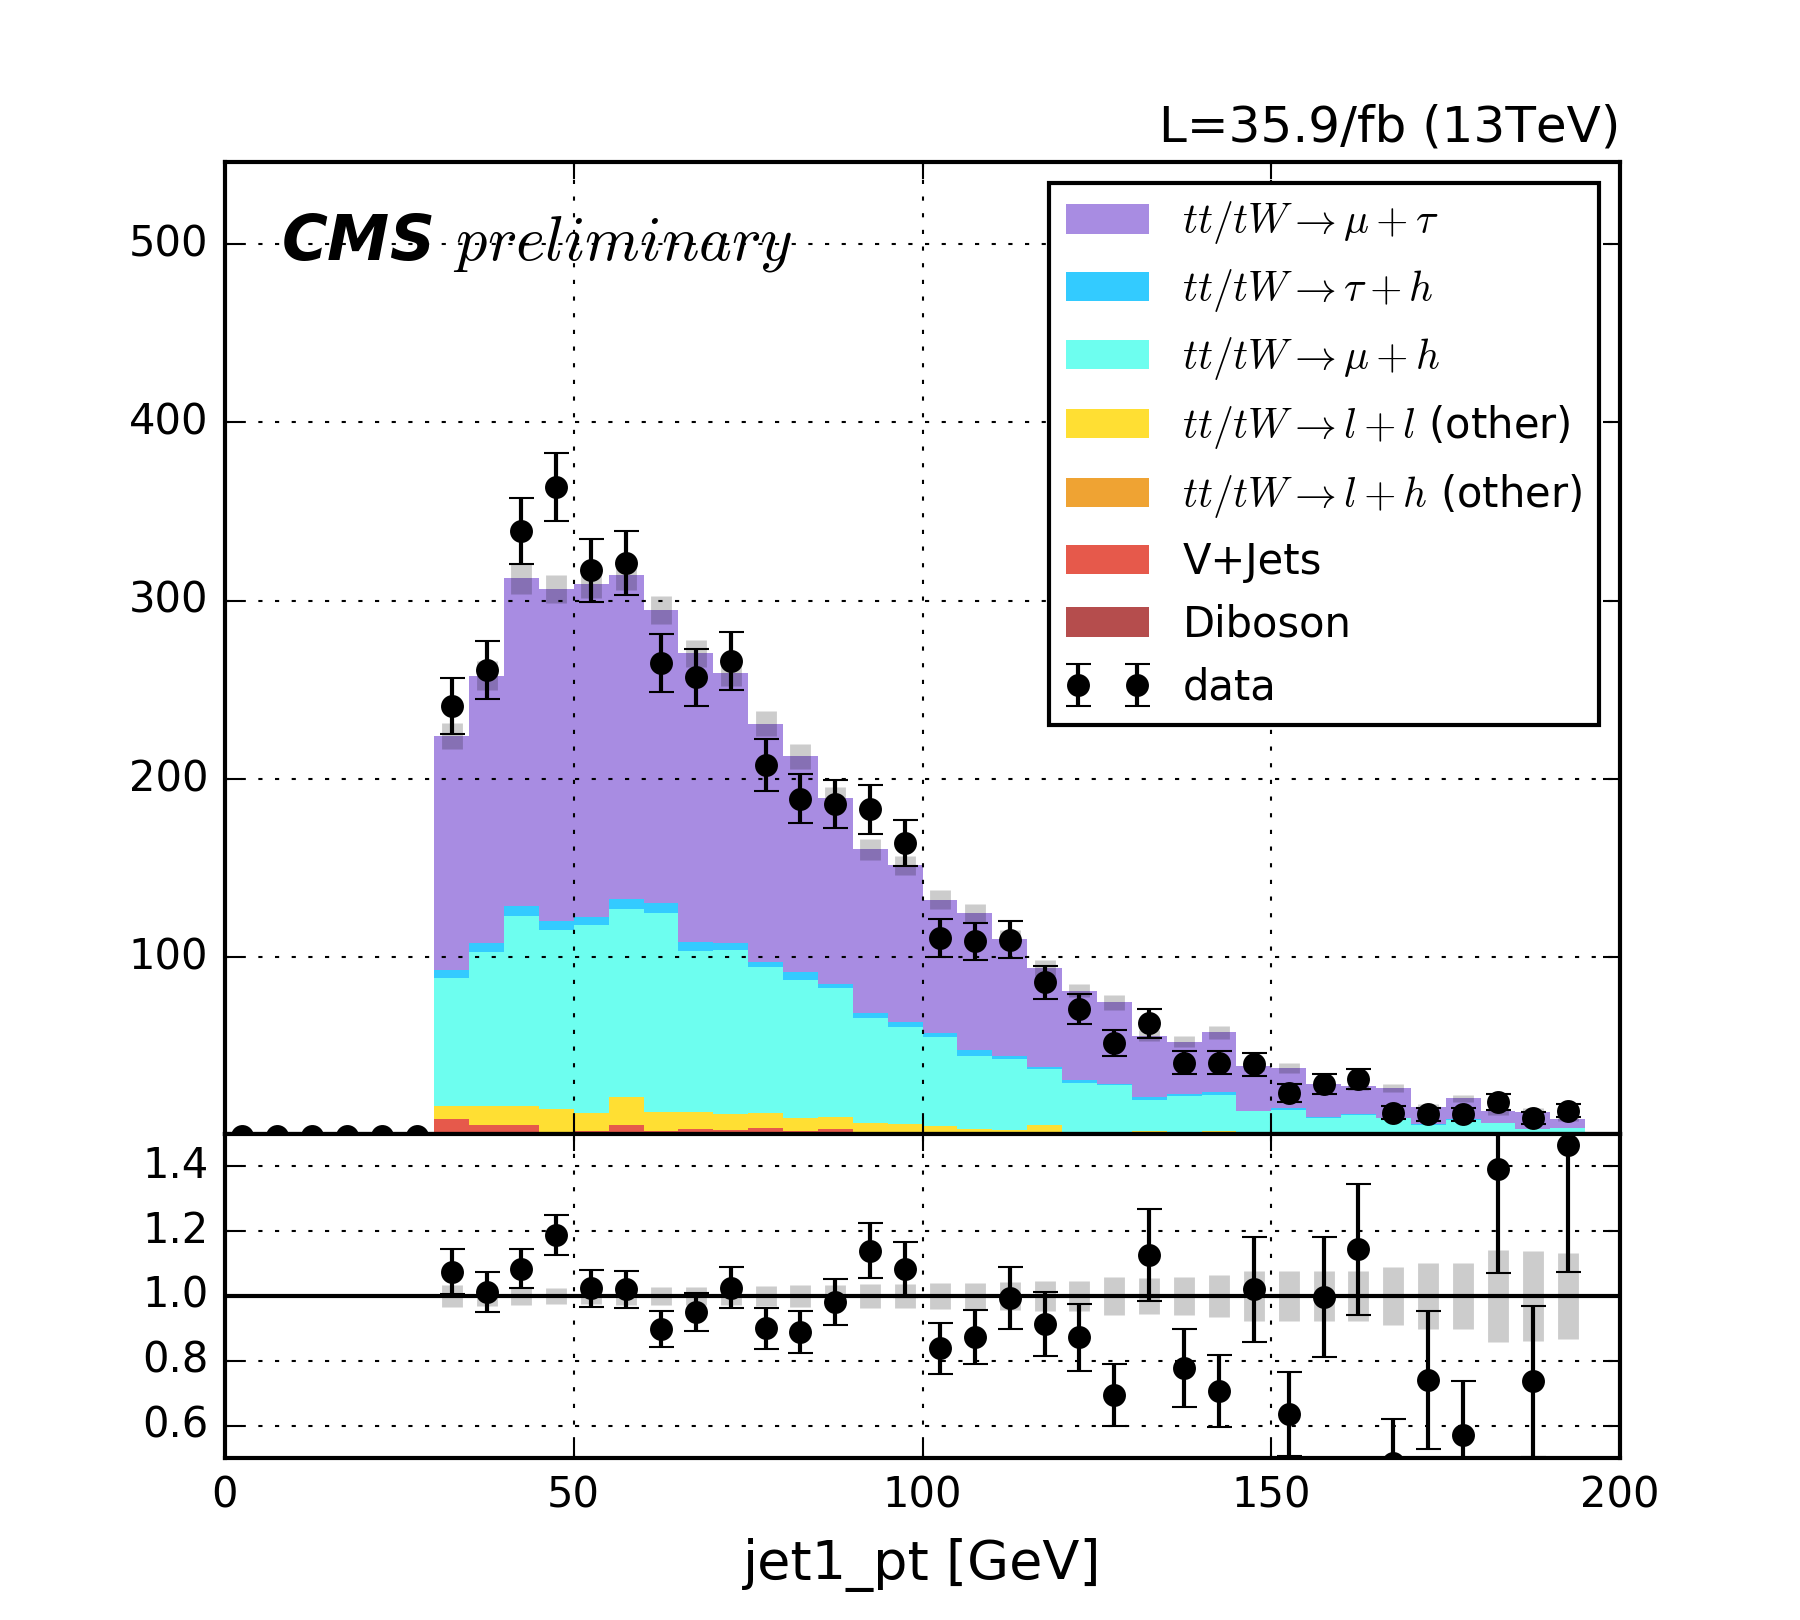 L=35.9/fb (13TeV)
CMS preliminary
500
400
300
200
100
tt/tW → μ + τ
tt/tW → τ + h
tt/tW → μ + h
tt/tW → l + l (other)
tt/tW → l + h (other)
V+Jets
Diboson
data
1.4
1.2
1.0
0.8
0.6
0 50 100 150 200
jet1_pt [GeV]